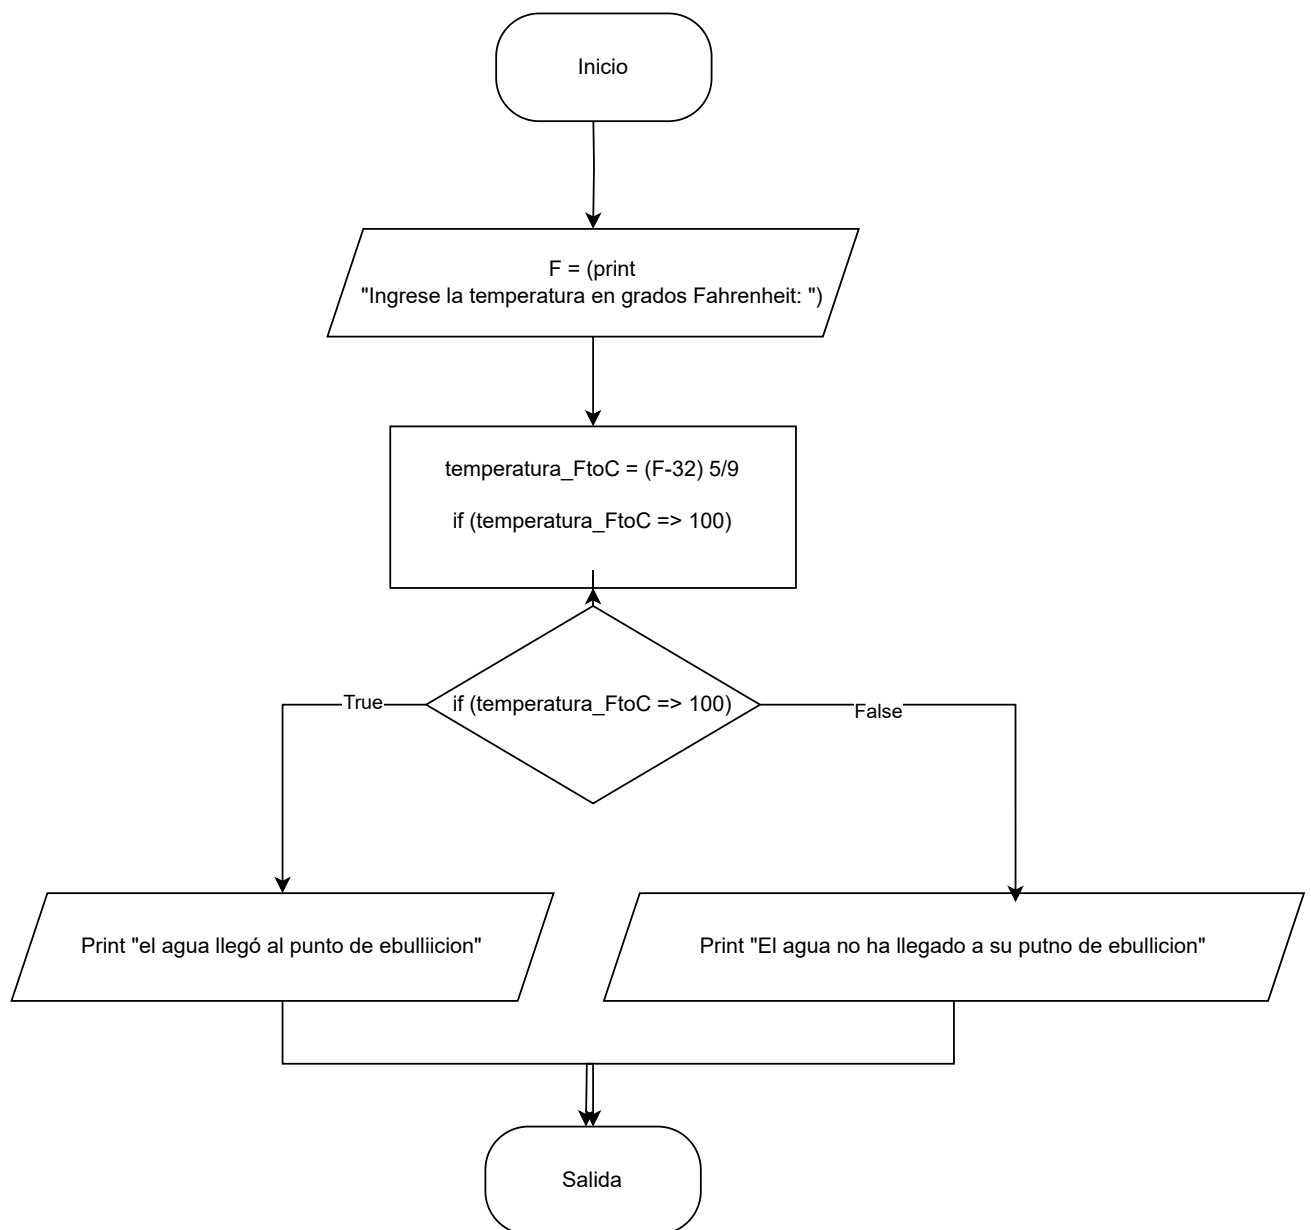 Inicio
F = (print
"Ingrese la temperatura en grados Fahrenheit: ")
temperatura_FtoC = (F-32) 5/9
if (temperatura_FtoC => 100)
if (temperatura_FtoC => 100)
True
False
Print "el agua llegó al punto de ebulliicion"
Print "El agua no ha llegado a su putno de ebullicion"
Salida